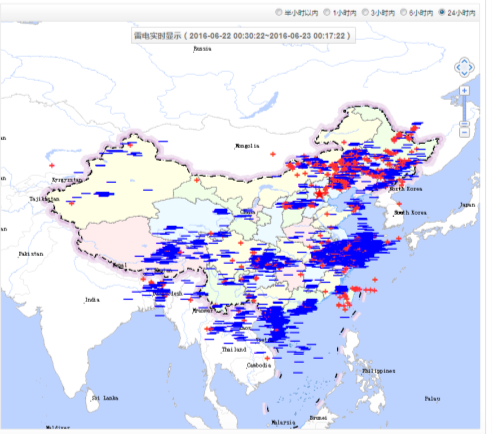 半小时以内 1小时内 3小时内 6小时内 24小时内
雷电实时显示（2016-06-22 00:30:22~2016-06-23 00:17:22）
Russia
Mongolia
Kyrgyzstan
Tajikistan
North Korea
South Korea
Japan
China
Pakistan
India
Thailand
Cambodia
Philippines
Sri Lanka
Palau
Brunei
Malaysia
Maldives